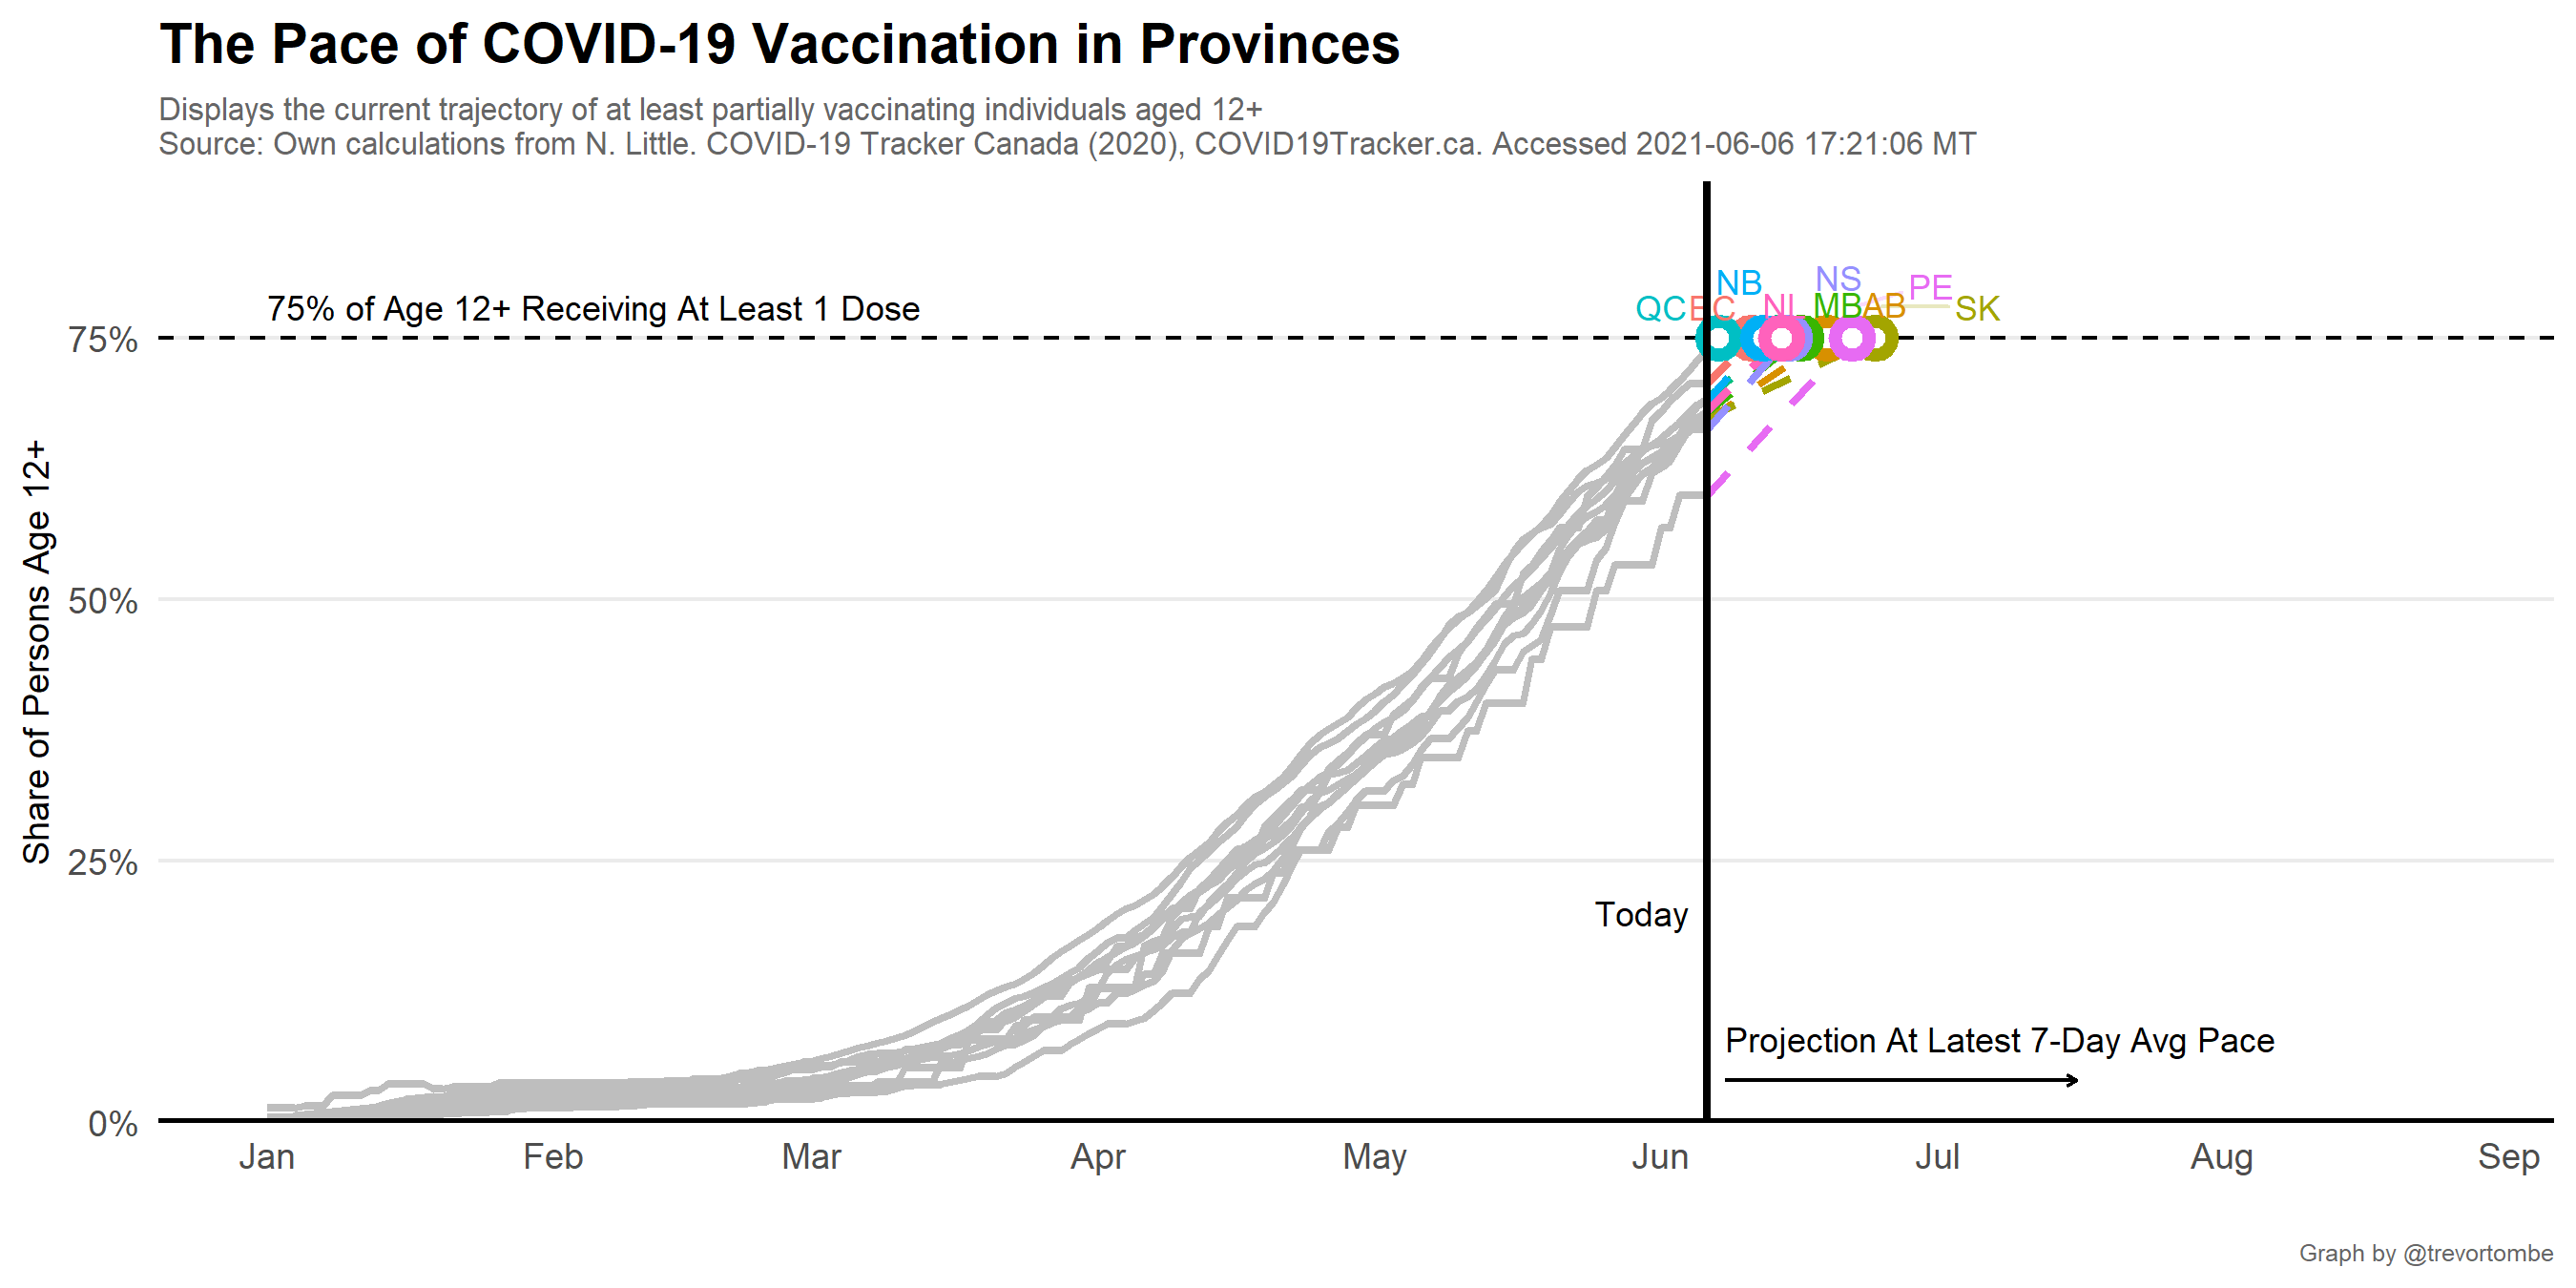 The Pace of COVID-19 Vaccination in Provinces
Displays the current trajectory of at least partially vaccinating individuals aged 12+
Source: Own calculations from N. Little. COVID-19 Tracker Canada (2020), COVID19Tracker.ca. Accessed 2021-06-06 17:21:06 MT
75% of Age 12+ Receiving At Least 1 Dose
NB
NS
PE
QC
BC
NL
MB
AB
SK
75%
50%
25%
0%
Share of Persons Age 12+
Today
Projection At Latest 7-Day Avg Pace
Jan
Feb
Mar
Apr
May
Jun
Jul
Aug
Sep
Graph by @trevortombe